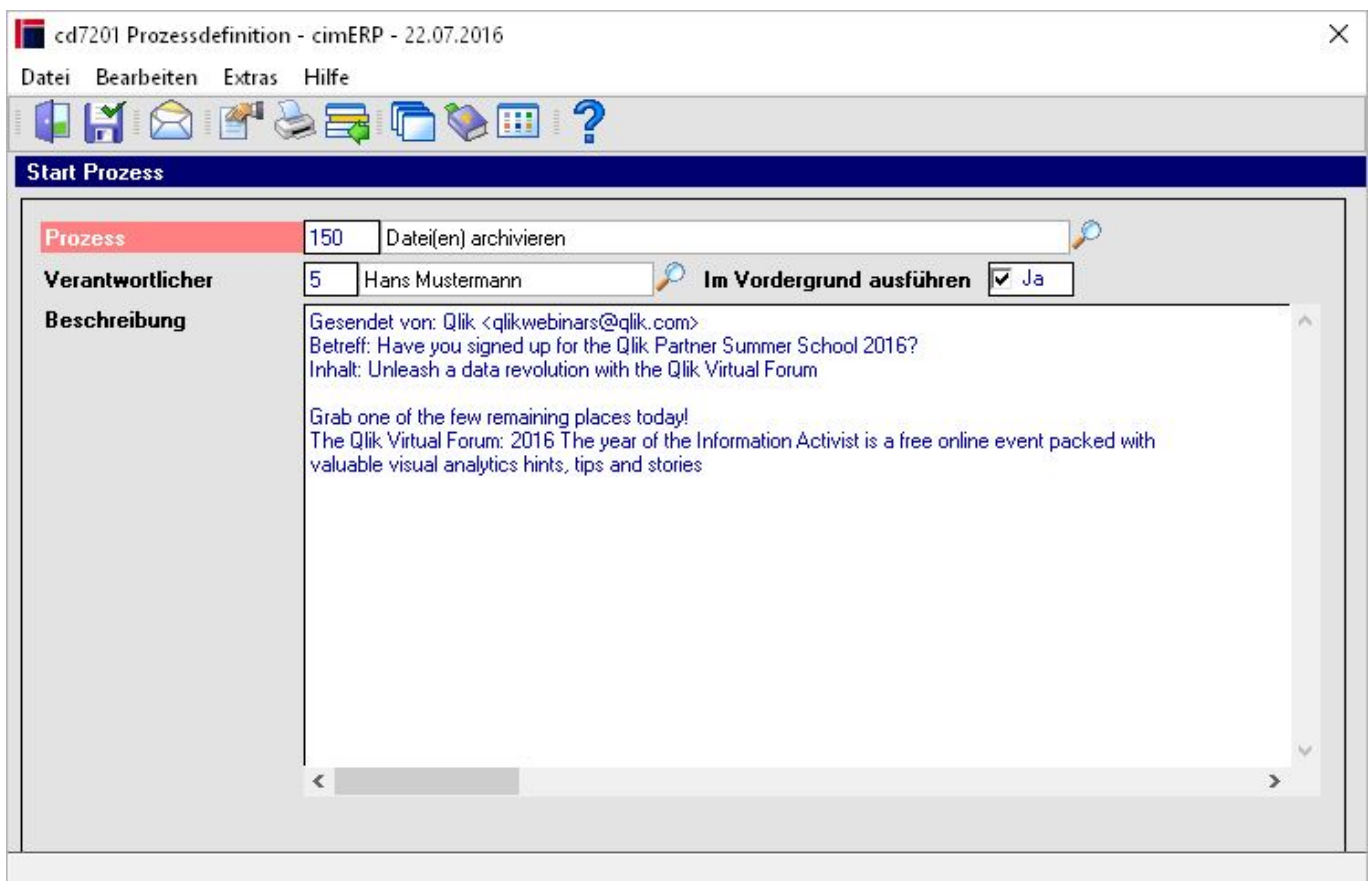 cd7201 Prozessdefinition - cimERP - 22.07.2016
Datei Bearbeiten Extras Hilfe
Start Prozess
Prozess 150 Datei(en) archivieren
Verantwortlicher 5 Hans Mustermann Im Vordergrund ausführen Ja
Beschreibung Gesendet von: Qlik <qlikwebinars@qlik.com>
Betreff: Have you signed up for the Qlik Partner Summer School 2016?
Inhalt: Unleash a data revolution with the Qlik Virtual Forum
Grab one of the few remaining places today!
The Qlik Virtual Forum: 2016 The year of the Information Activist is a free online event packed with
valuable visual analytics hints, tips and stories